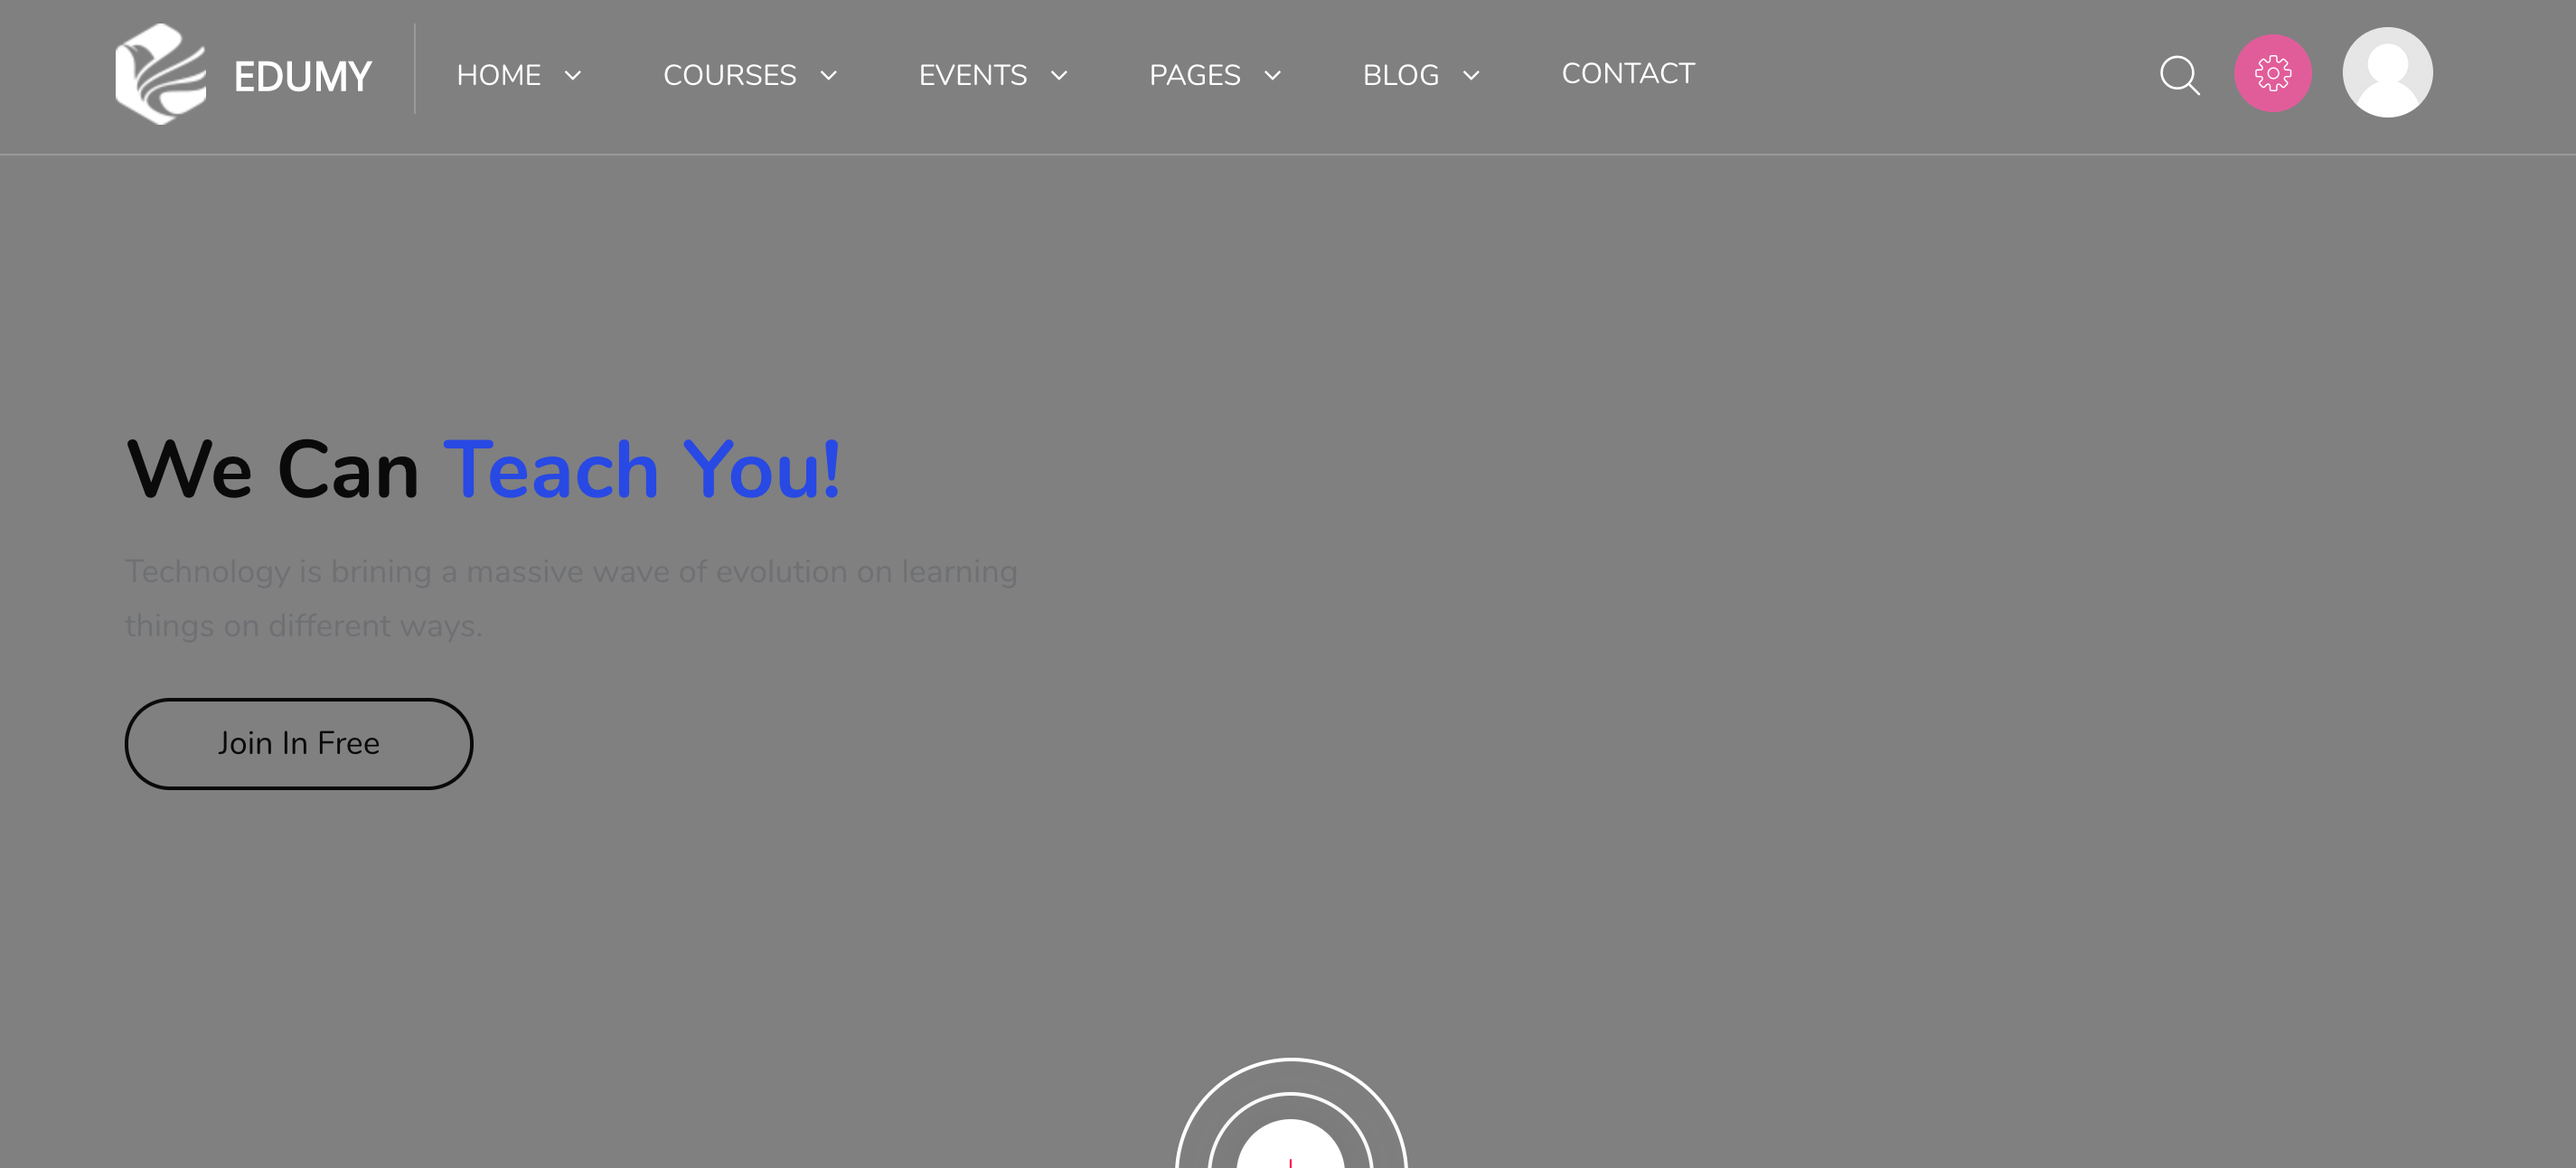 EDUMY
HOME COURSES EVENTS PAGES BLOG CONTACT
We Can Teach You!
Technology is brining a massive wave of evolution on learning
things on different ways.
Join In Free